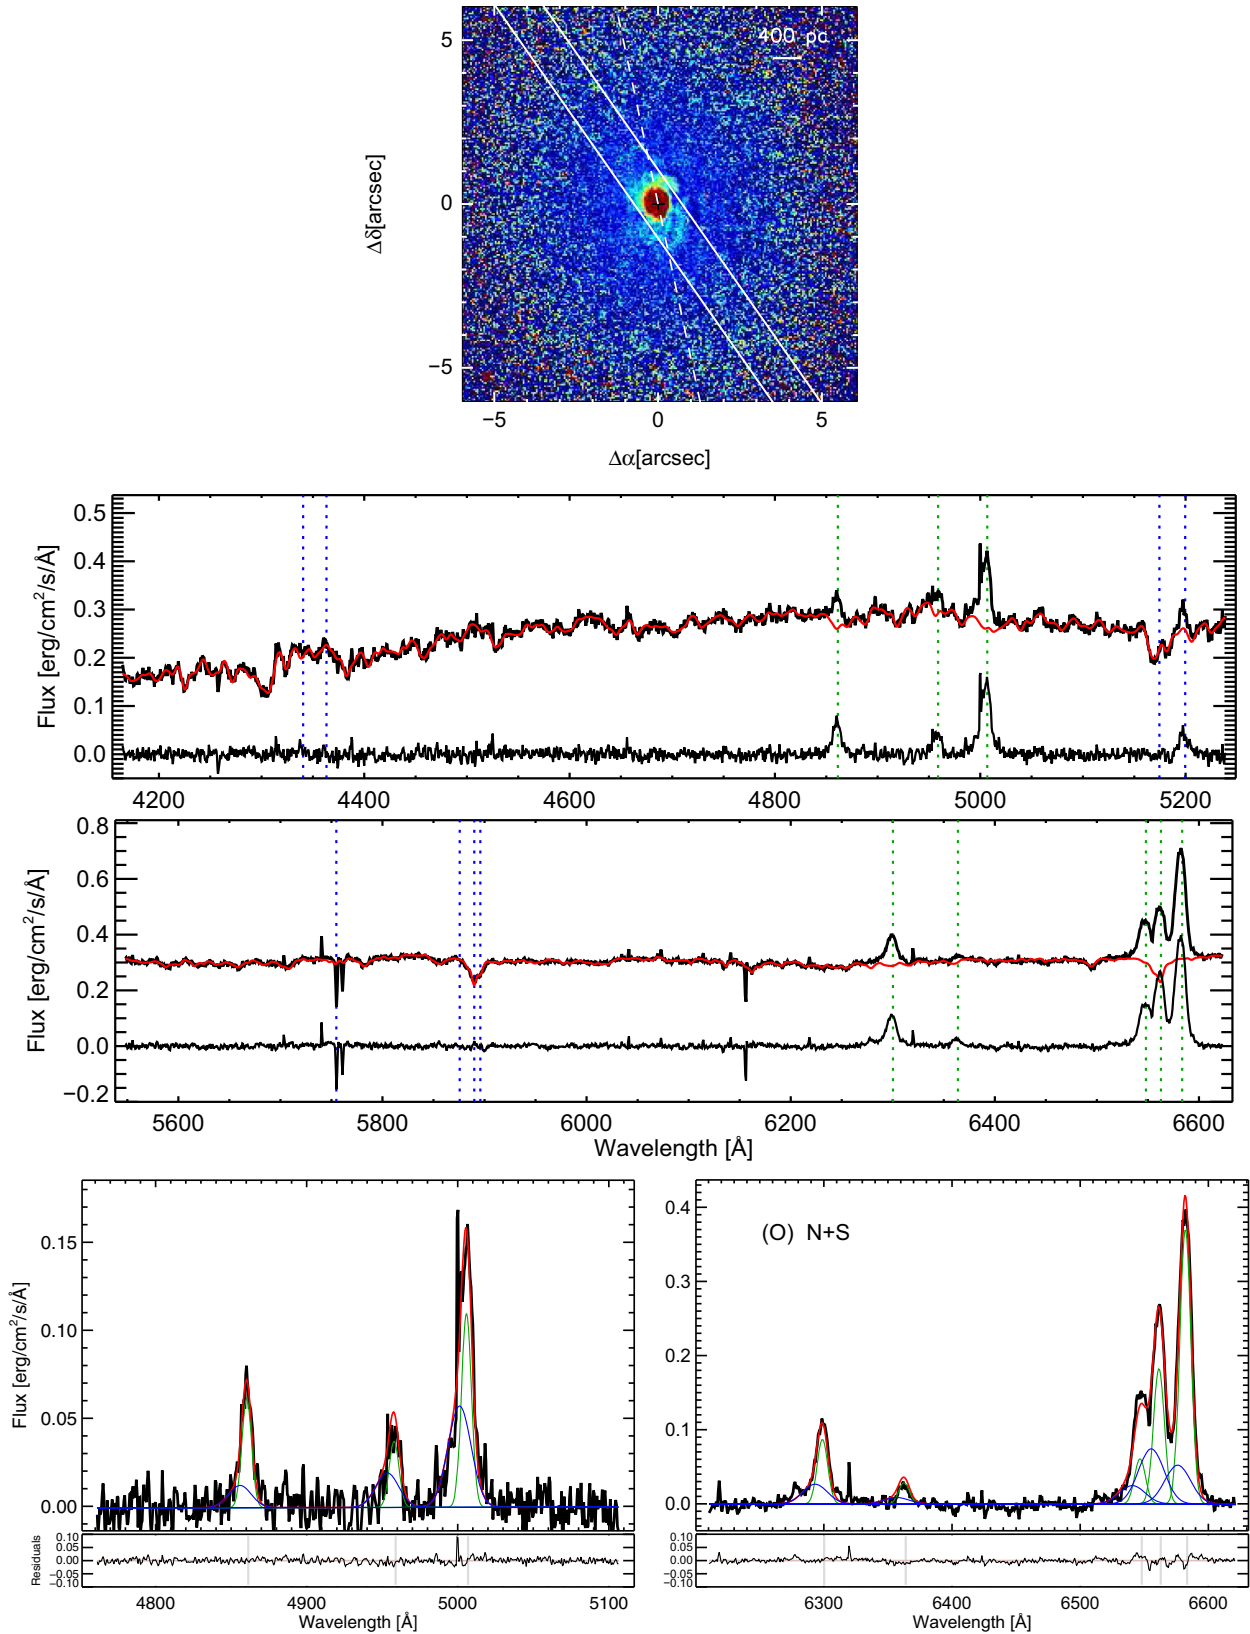 400 pc
5
0
−5
Δδ[arcsec]
−5 0 5
Δα[arcsec]
0.5
0.4
0.3
0.2
0.1
0.0
Flux [erg/cm²/s/Å]
4200 4400 4600 4800 5000 5200
0.8
0.6
0.4
0.2
0.0
−0.2
Flux [erg/cm²/s/Å]
5600 5800 6000 6200 6400 6600
Wavelength [Å]
0.15
0.10
0.05
0.00
Flux [erg/cm²/s/Å]
0.10
0.05
0.00
−0.05
−0.10
Residuals
4800 4900 5000 5100
Wavelength [Å]
(O) N+S
0.4
0.3
0.2
0.1
0.0
0.10
0.05
0.00
−0.05
−0.10
6300 6400 6500 6600
Wavelength [Å]